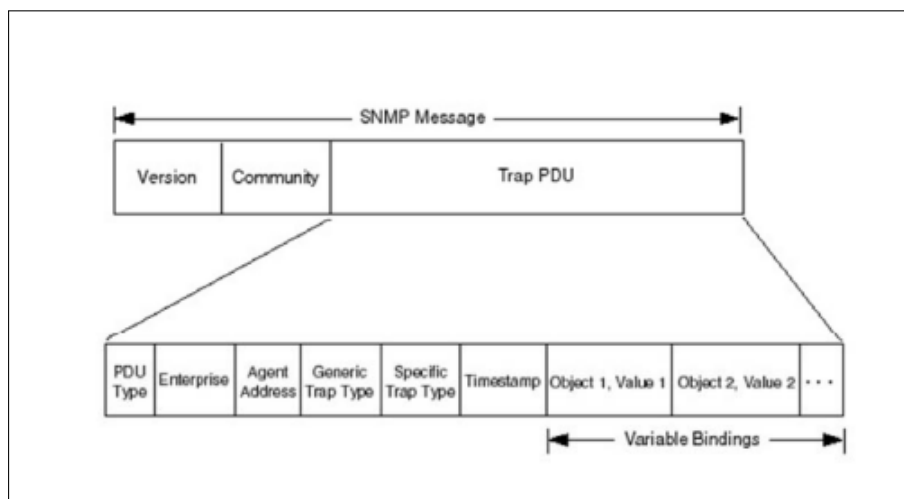 SNMP Message
Version
Community
Trap PDU
PDU
Type
Enterprise
Agent
Address
Generic
Trap Type
Specific
Trap Type
Timestamp
Object 1, Value 1
Object 2, Value 2
...
Variable Bindings